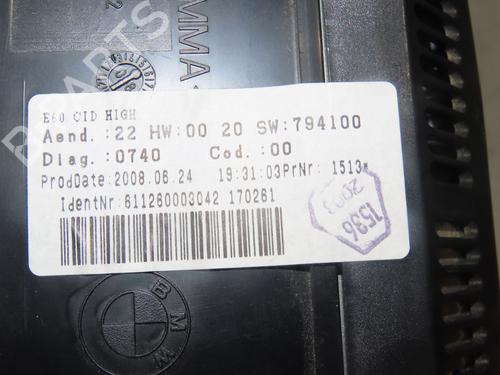 MMA
E60 CID HIGH
Aend.:22 HW:00 20 SW:794100
Diag.:0740 Cod.:00
ProdDate:2008.06.24 19:31:03PrNr: 1513*
IdentNr:611260003042 170261
1536
2003
BMW